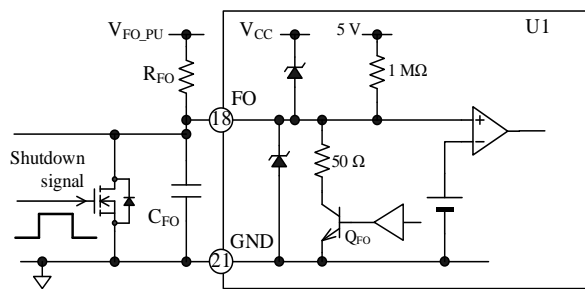 V_FO_PU
V_CC
5 V
U1
R_FO
1 MΩ
FO
18
Shutdown
signal
50 Ω
C_FO
Q_FO
GND
21